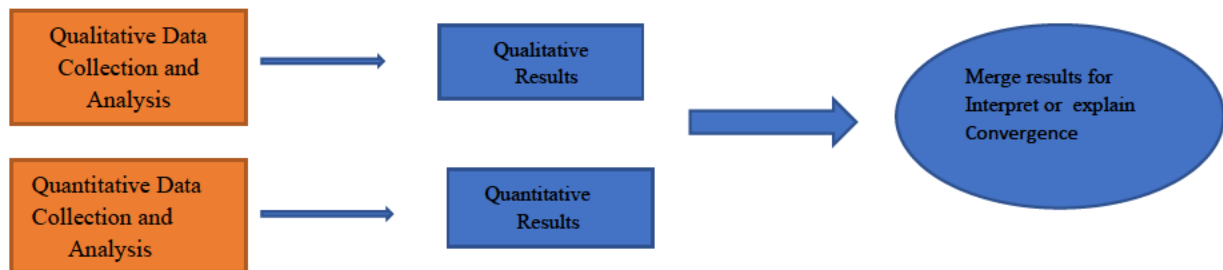 Qualitative Data
Collection and
Analysis
Qualitative
Results
Merge results for
Interpret or explain
Convergence
Quantitative Data
Collection and
Analysis
Quantitative
Results